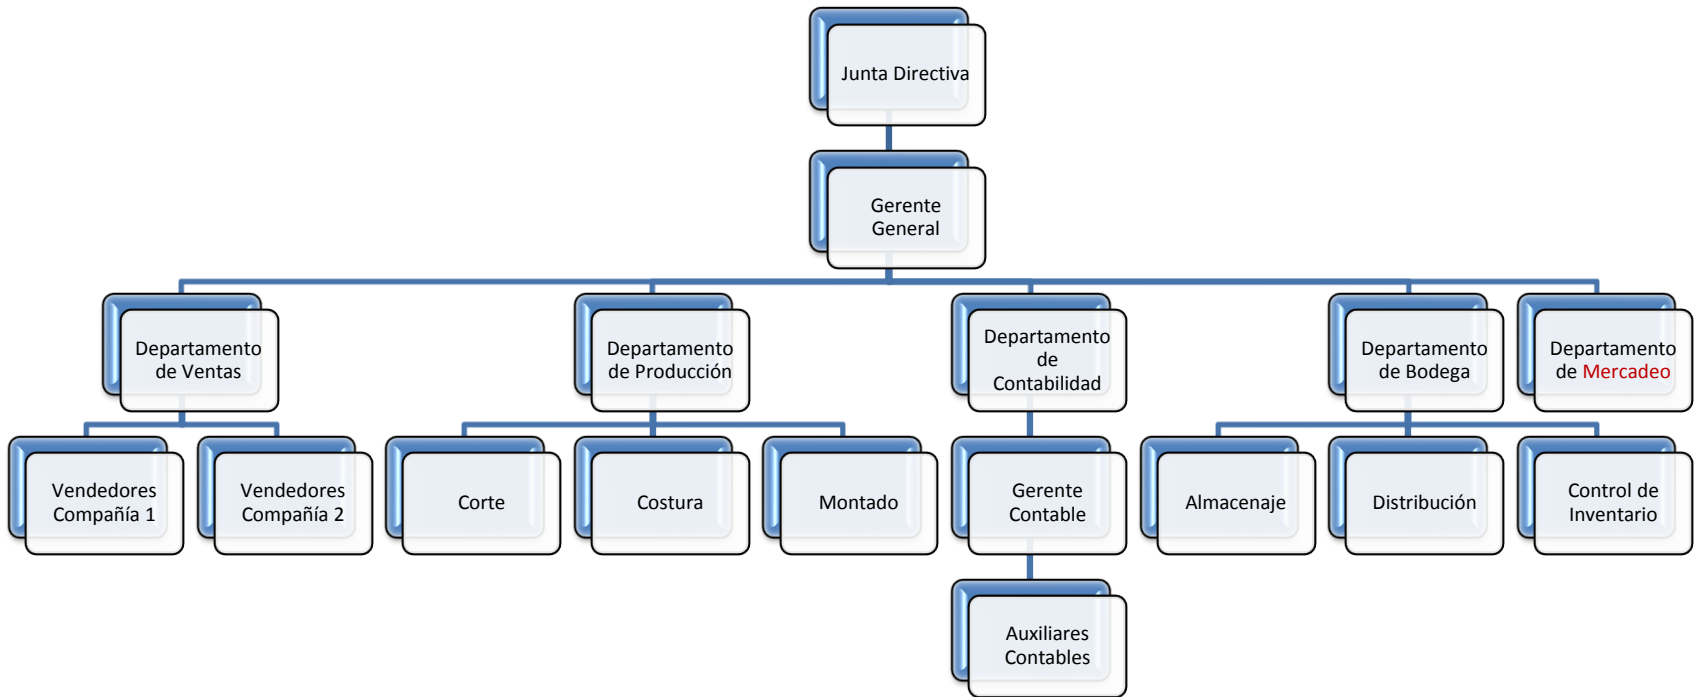 Junta Directiva
Gerente
General
Departamento
de Ventas
Departamento
de Producción
Departamento
de
Contabilidad
Departamento
de Bodega
Departamento
de Mercadeo
Vendedores
Compañía 1
Vendedores
Compañía 2
Corte
Costura
Montado
Gerente
Contable
Almacenaje
Distribución
Control de
Inventario
Auxiliares
Contables